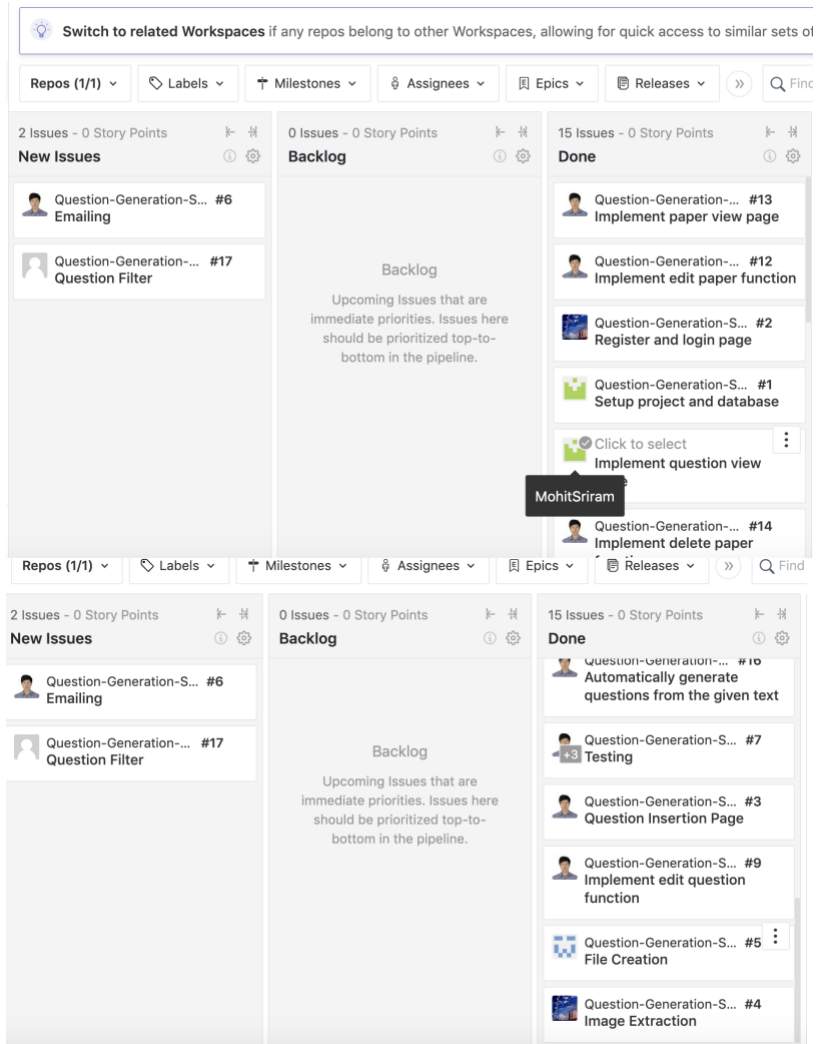 Switch to related Workspaces if any repos belong to other Workspaces, allowing for quick access to similar sets of
Repos (1/1) Labels Milestones Assignees Epics Releases Find
2 Issues - 0 Story Points
New Issues
Question-Generation-S... #6
Emailing
Question-Generation-... #17
Question Filter
0 Issues - 0 Story Points
Backlog
Backlog
Upcoming Issues that are
immediate priorities. Issues here
should be prioritized top-to-
bottom in the pipeline.
15 Issues - 0 Story Points
Done
Question-Generation-... #13
Implement paper view page
Question-Generation-... #12
Implement edit paper function
Question-Generation-S... #2
Register and login page
Question-Generation-S... #1
Setup project and database
Click to select
Implement question view
MohitSriram
Question-Generation-... #14
Implement delete paper
Repos (1/1) Labels Milestones Assignees Epics Releases Find
2 Issues - 0 Story Points
New Issues
Question-Generation-S... #6
Emailing
Question-Generation-... #17
Question Filter
0 Issues - 0 Story Points
Backlog
Backlog
Upcoming Issues that are
immediate priorities. Issues here
should be prioritized top-to-
bottom in the pipeline.
15 Issues - 0 Story Points
Done
Question-Generation-... #16
Automatically generate
questions from the given text
+3
Question-Generation-S... #7
Testing
Question-Generation-S... #3
Question Insertion Page
Question-Generation-S... #9
Implement edit question
function
Question-Generation-S... #5
File Creation
Question-Generation-S... #4
Image Extraction